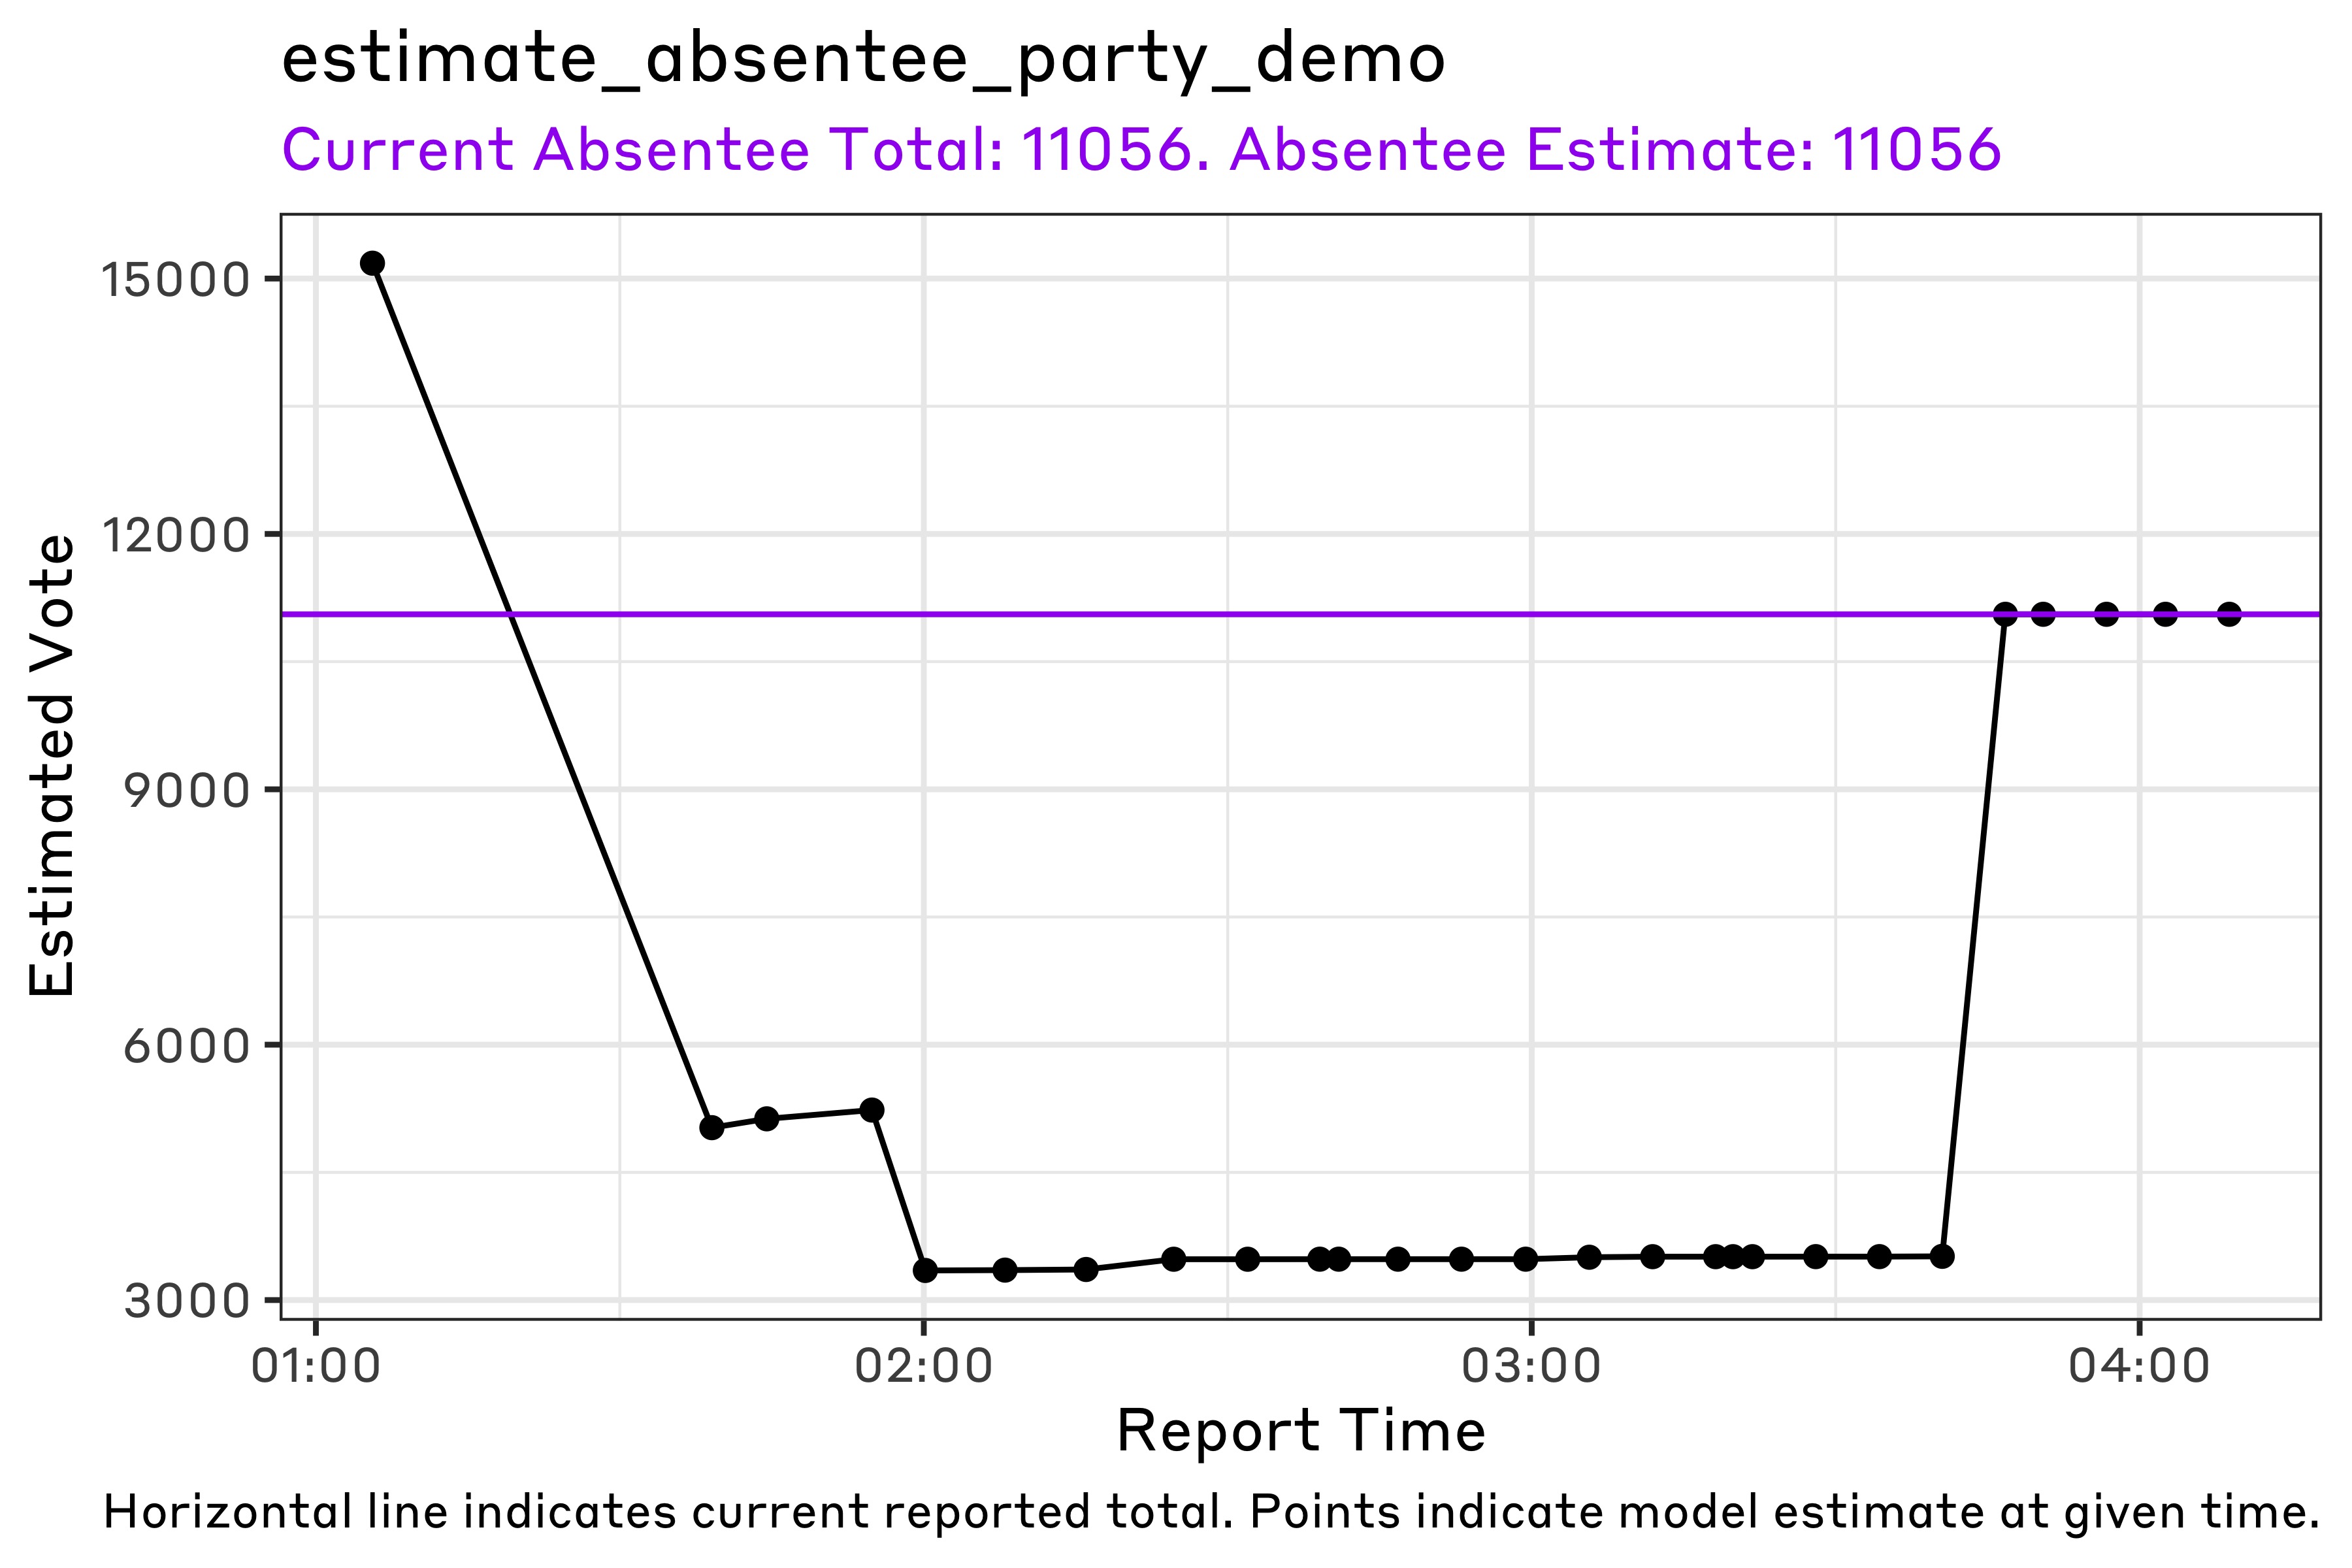 estimate_absentee_party_demo
Current Absentee Total: 11056. Absentee Estimate: 11056
Estimated Vote
15000
12000
9000
6000
3000
01:00 02:00 03:00 04:00
Report Time
Horizontal line indicates current reported total. Points indicate model estimate at given time.